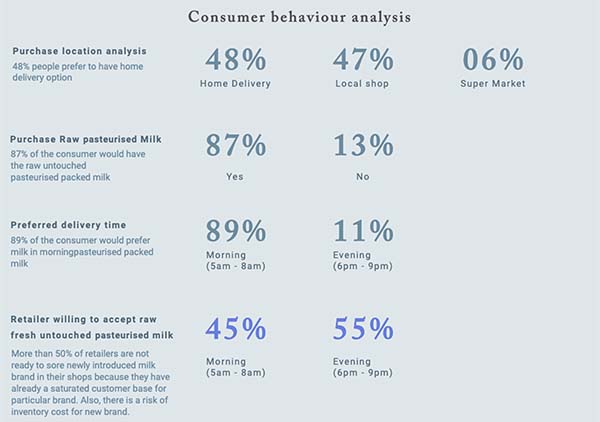 Consumer behaviour analysis
Purchase location analysis
48% people prefer to have home
delivery option
48%
Home Delivery
47%
Local shop
06%
Super Market
Purchase Raw pasteurised Milk
87% of the consumer would have
the raw untouched
pasteurised packed milk
87%
Yes
13%
No
Preferred delivery time
89% of the consumer would prefer
milk in morningpasteurised packed
milk
89%
Morning
(5am - 8am)
11%
Evening
(6pm - 9pm)
Retailer willing to accept raw
fresh untouched pasteurised milk
More than 50% of retailers are not
ready to sore newly introduced milk
brand in their shops because they have
already a saturated customer base for
particular brand. Also, there is a risk of
inventory cost for new brand.
45%
Morning
(5am - 8am)
55%
Evening
(6pm - 9pm)